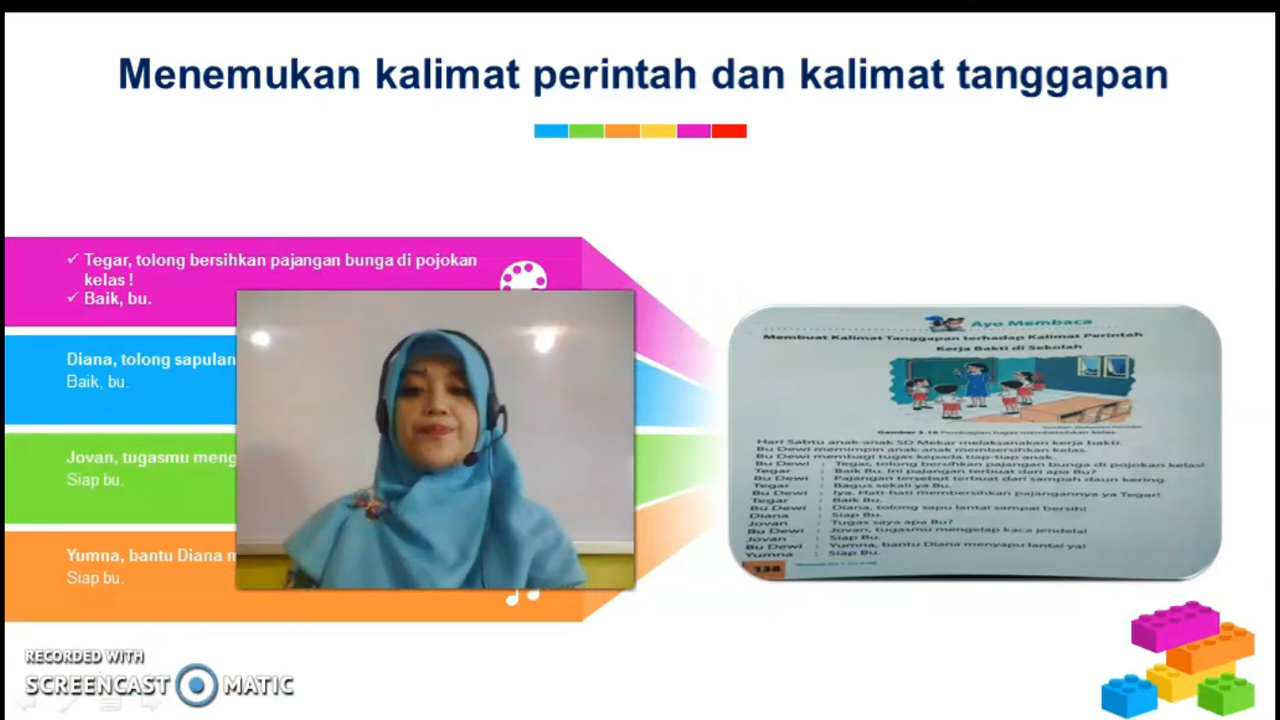 Menemukan kalimat perintah dan kalimat tanggapan
Tegar, tolong bersihkan pajangan bunga di pojokan
kelas !
Baik, bu.
Diana, tolong sapulan
Baik, bu.
Jovan, tugasmu meng
Siap bu.
Yumna, bantu Diana m
Siap bu.
Ayo Membaca
Membuat Kalimat Tanggapan terhadap Kalimat Perintah
Kerja Bakti di Sekolah
Gambar 3.16 Pembagian tugas membersihkan kelas.
Hari Sabtu anak-anak SD Mekar melaksanakan kerja bakti.
Bu Dewi memimpin anak-anak membersihkan kelas.
Bu Dewi membagi tugas kepada tiap-tiap anak.
Bu Dewi : Tegar, tolong bersihkan pajangan bunga di pojokan kelas!
Tegar : Baik Bu. Ini pajangan terbuat dari apa Bu?
Bu Dewi : Pajangan tersebut terbuat dari sampah daun kering.
Tegar : Bagus sekali ya Bu.
Bu Dewi : Iya. Hati-hati membersihkan pajangannya ya Tegar!
Tegar : Baik Bu.
Bu Dewi : Diana, tolong sapu lantai sampai bersih!
Diana : Siap Bu.
Jovan : Tugas saya apa Bu?
Bu Dewi : Jovan, tugasmu mengelap kaca jendela!
Jovan : Siap Bu.
Bu Dewi : Yumna, bantu Diana menyapu lantai ya!
Yumna : Siap Bu.
138
RECORDED WITH
SCREENCAST MATIC